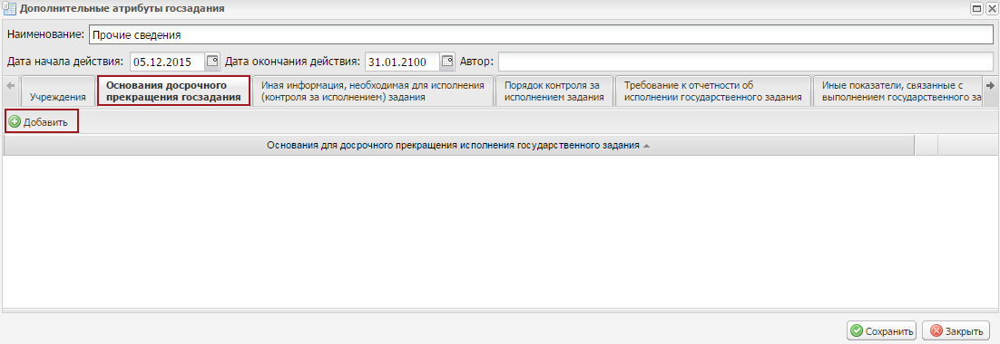 Дополнительные атрибуты госзадания
Наименование: Прочие сведения
Дата начала действия: 05.12.2015 Дата окончания действия: 31.01.2100 Автор:
Учреждения
Основания досрочного
прекращения госзадания
Иная информация, необходимая для исполнения
(контроля за исполнением) задания
Порядок контроля за
исполнением задания
Требование к отчетности об
исполнении государственного задания
Иные показатели, связанные с
выполнением государственного за
Добавить
Основания для досрочного прекращения исполнения государственного задания
Сохранить Закрыть